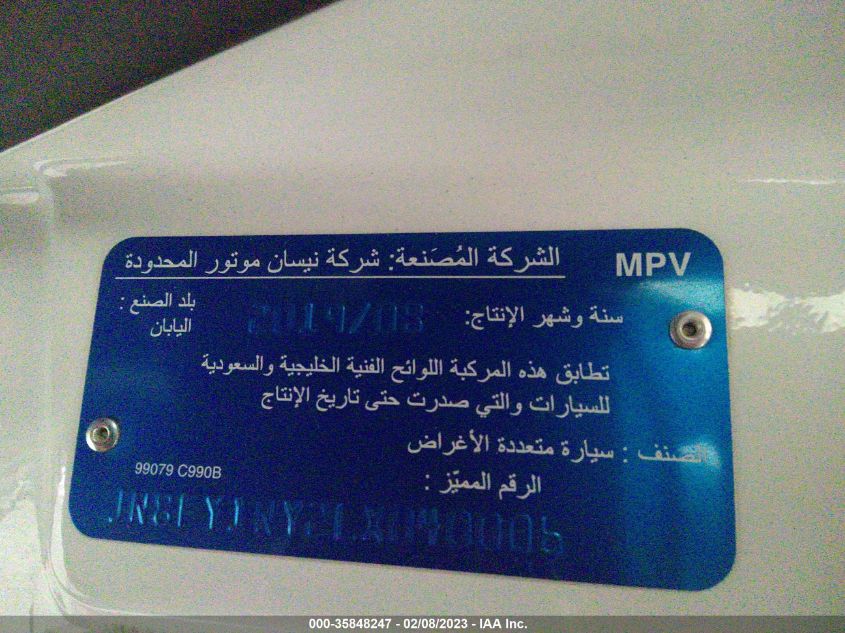 MPV
الشركة المُصَنعة: شركة نيسان موتور المحدودة
سنة وشهر الإنتاج: 2019/08
بلد الصنع :
اليابان
تطابق هذه المركبة اللوائح الفنية الخليجية والسعودية
للسيارات والتي صدرت حتى تاريخ الإنتاج
الصنف : سيارة متعددة الأغراض
الرقم المميّز :
99079 C990B
000-35848247 - 02/08/2023 - IAA Inc.